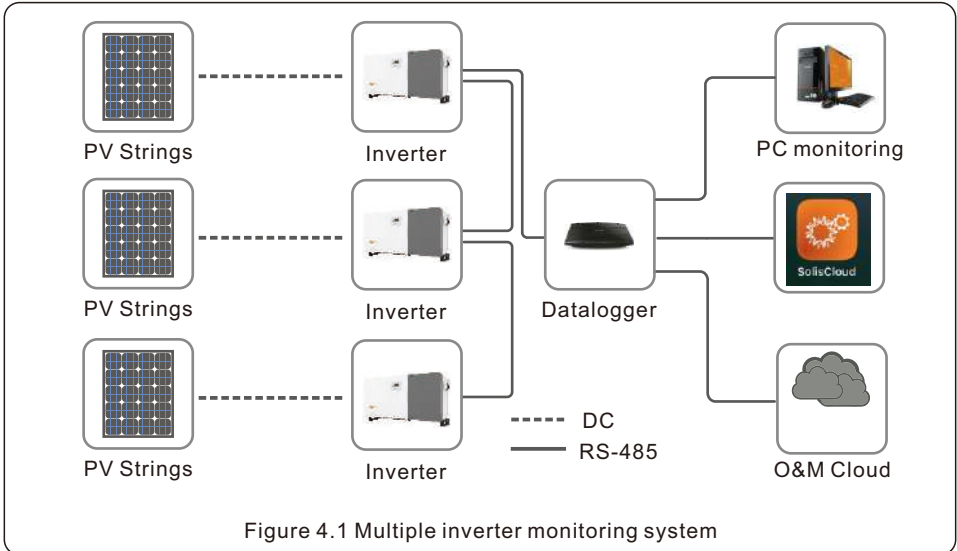 PV Strings
Inverter
PC monitoring
PV Strings
Inverter
Datalogger
SolisCloud
PV Strings
Inverter
DC
RS-485
O&M Cloud
Figure 4.1 Multiple inverter monitoring system